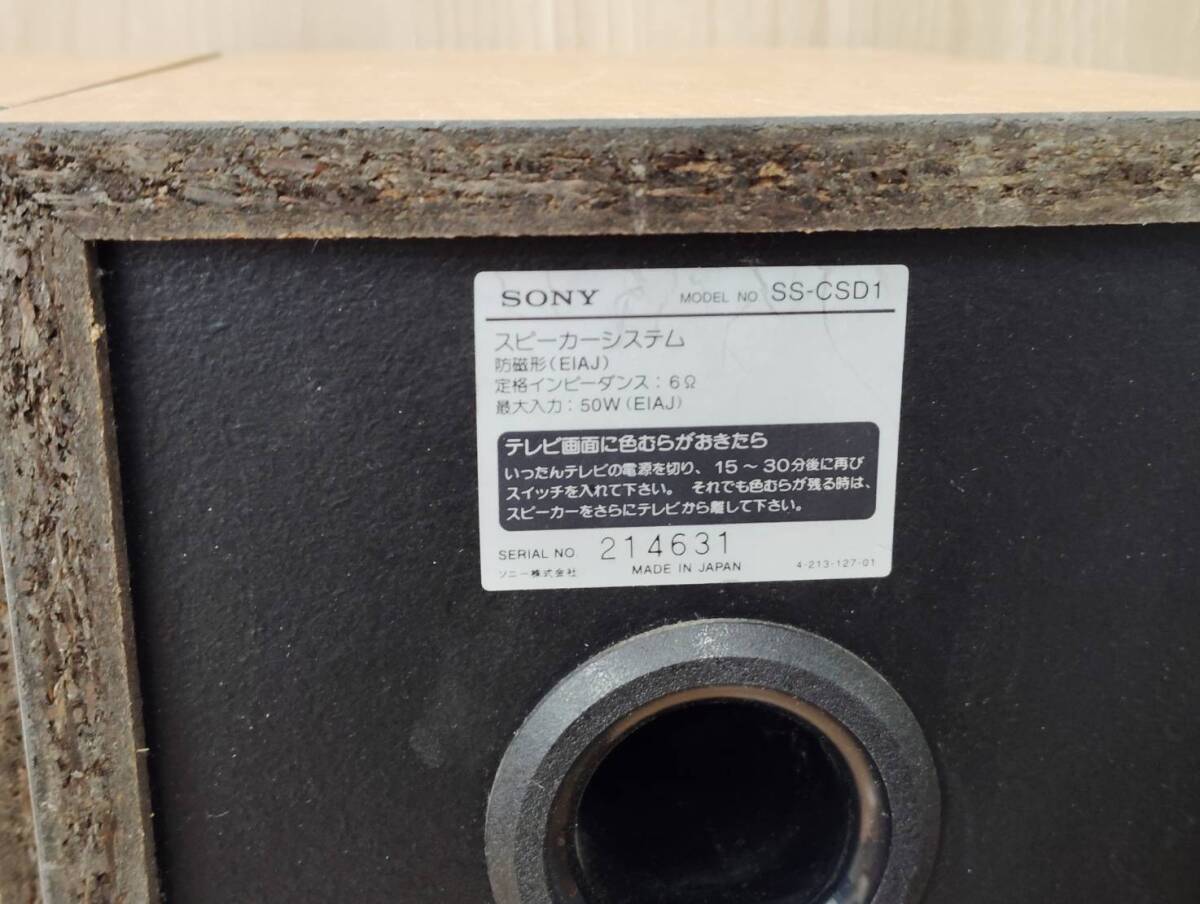 SONY MODEL NO. SS-CSD1
スピーカーシステム
防磁形(EIAJ)
定格インピーダンス：6Ω
最大入力：50W(EIAJ)
テレビ画面に色むらがおきたら
いったんテレビの電源を切り、15～30分後に再び
スイッチを入れて下さい。それでも色むらが残る時は、
スピーカーをさらにテレビから離して下さい。
SERIAL NO. 214631
ソニー株式会社 MADE IN JAPAN 4-213-127-01